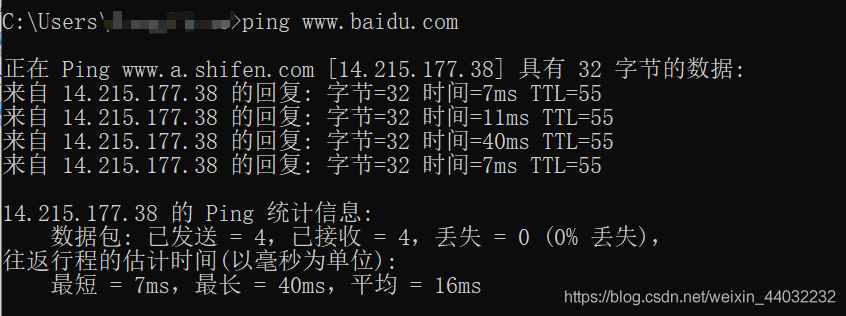 C:\Users\ >ping www.baidu.com
正在 Ping www.a.shifen.com [14.215.177.38] 具有 32 字节的数据:
来自 14.215.177.38 的回复: 字节=32 时间=7ms TTL=55
来自 14.215.177.38 的回复: 字节=32 时间=11ms TTL=55
来自 14.215.177.38 的回复: 字节=32 时间=40ms TTL=55
来自 14.215.177.38 的回复: 字节=32 时间=7ms TTL=55
14.215.177.38 的 Ping 统计信息:
数据包: 已发送 = 4，已接收 = 4，丢失 = 0 (0% 丢失)，
往返行程的估计时间(以毫秒为单位):
最短 = 7ms，最长 = 40ms，平均 = 16ms
https://blog.csdn.net/weixin_44032232